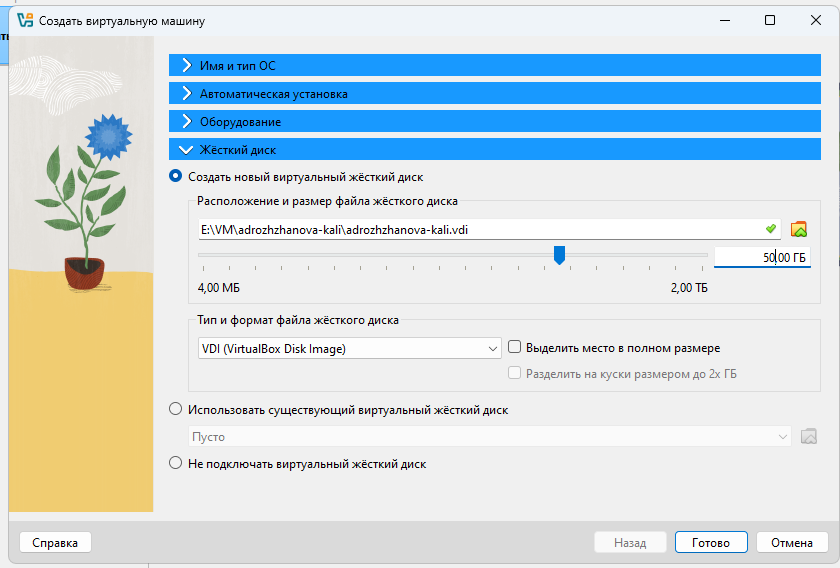 Создать виртуальную машину
Имя и тип ОС
Автоматическая установка
Оборудование
Жёсткий диск
Создать новый виртуальный жёсткий диск
Расположение и размер файла жёсткого диска
E:\VM\adrozhzhanova-kali\adrozhzhanova-kali.vdi
50,00 ГБ
4,00 МБ 2,00 ТБ
Тип и формат файла жёсткого диска
VDI (VirtualBox Disk Image) Выделить место в полном размере
Разделить на куски размером до 2х ГБ
Использовать существующий виртуальный жёсткий диск
Пусто
Не подключать виртуальный жёсткий диск
Справка Назад Готово Отмена